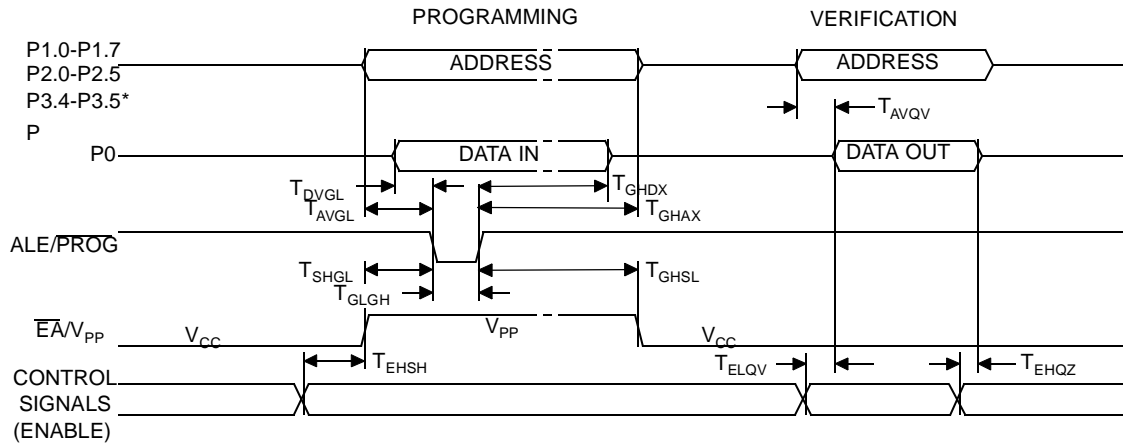 PROGRAMMING
VERIFICATION
P1.0-P1.7
P2.0-P2.5
P3.4-P3.5*
P
ADDRESS
ADDRESS
TAVQV
P0
DATA IN
DATA OUT
TDVGL
TGHDX
TAVGL
TGHAX
ALE/PROG
TSHGL
TGHSL
TGLGH
EA/VPP
VCC
VPP
VCC
TEHSH
TELQV
TEHQZ
CONTROL
SIGNALS
(ENABLE)